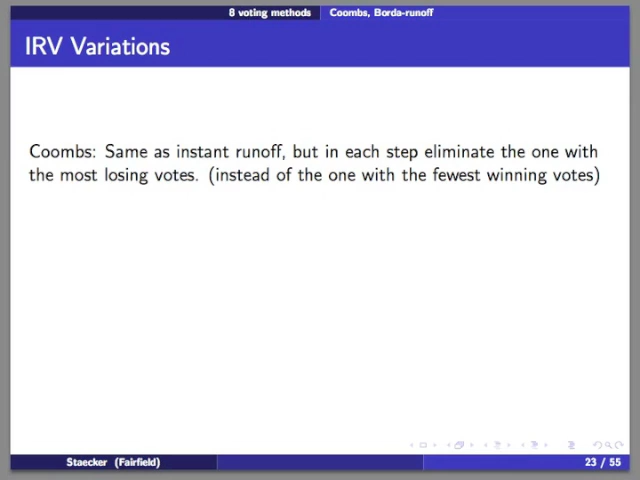 8 voting methods Coombs, Borda-runoff
IRV Variations
Coombs: Same as instant runoff, but in each step eliminate the one with
the most losing votes. (instead of the one with the fewest winning votes)
Staecker (Fairfield) 23 / 55